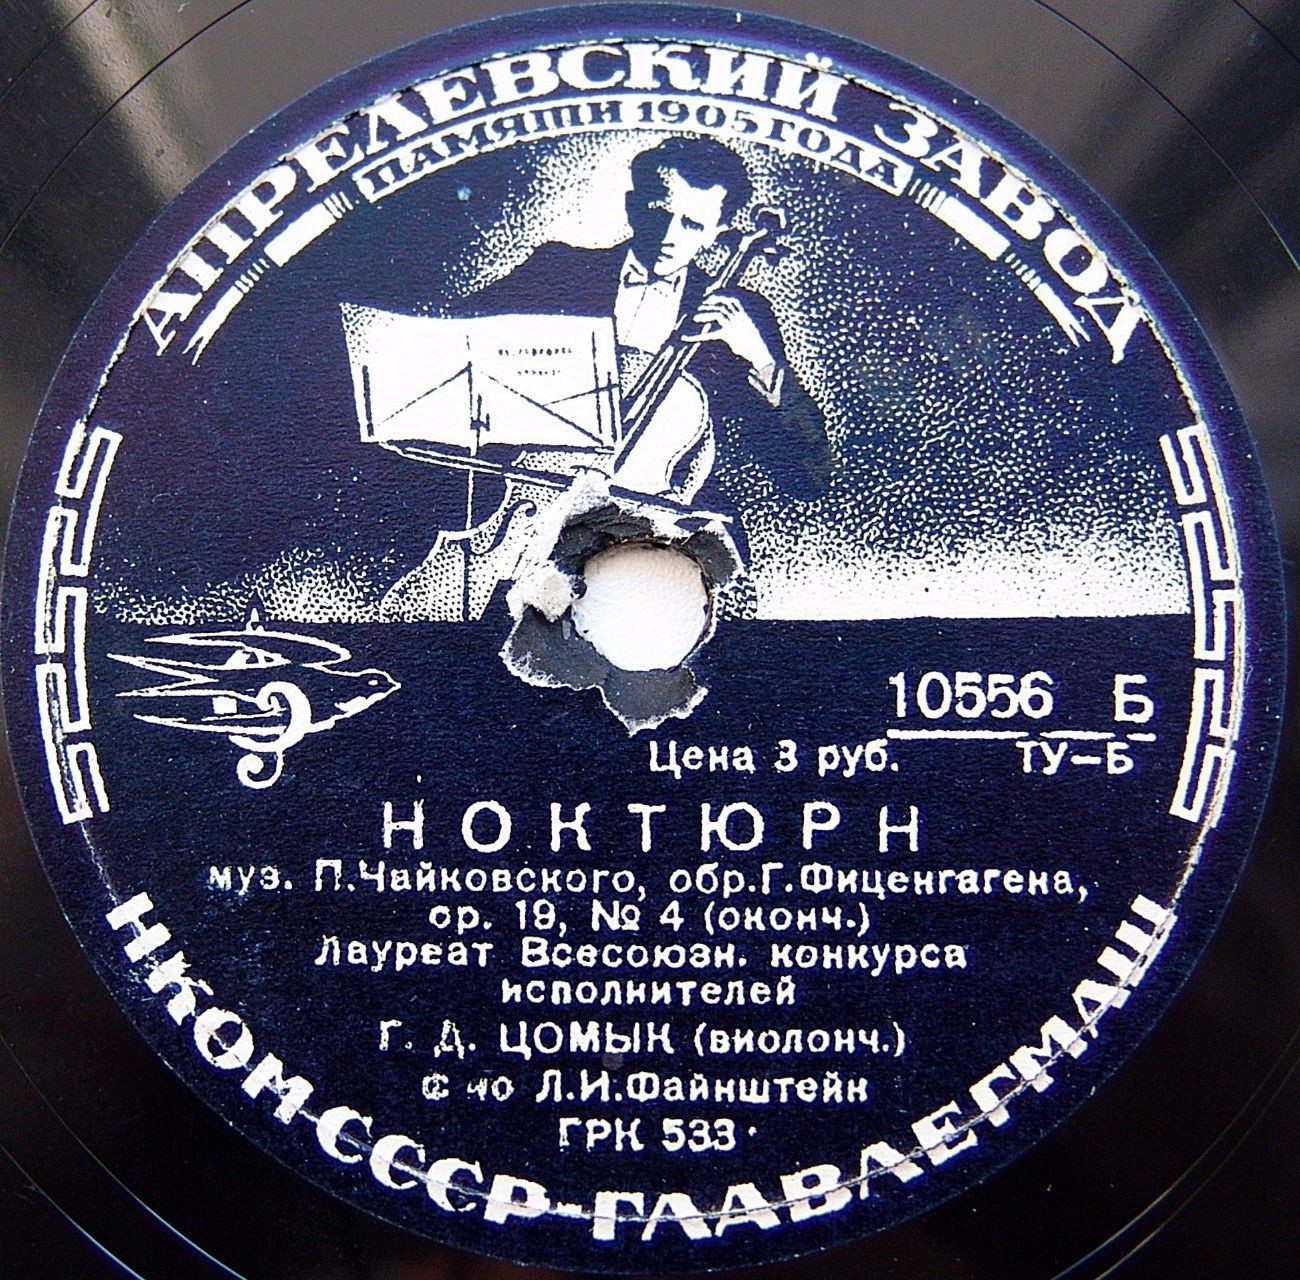 АПРЕЛЕВСКИЙ ЗАВОД
ПАМЯТИ 1905 ГОДА
10556 Б
Цена 3 руб. ТУ-Б
НОКТЮРН
муз. П.Чайковского, обр.Г.Фиценгагена,
ор. 19, № 4 (оконч.)
Лауреат Всесоюзн. конкурса
исполнителей
Г. Д. ЦОМЫК (виолонч.)
Л.И.Файнштейн
ГРК 533
НКОМ-СССР-ГЛАВЛЕГМАШ